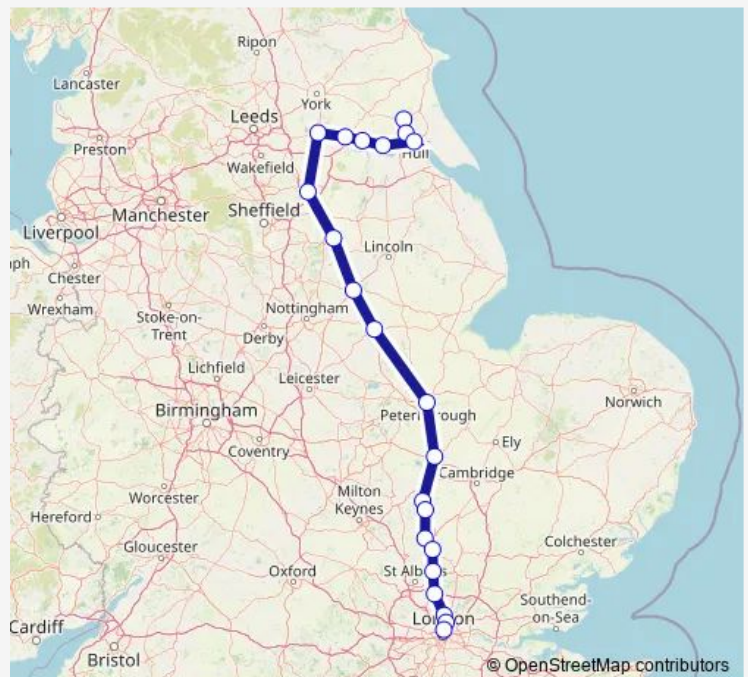 Ripon
Lancaster
York
Leeds
Preston
Hull
Wakefield
Manchester
Sheffield
Liverpool
Lincoln
ph
Chester
Wrexham
Nottingham
Stoke-on-
Trent
Derby
Lichfield
Leicester
Norwich
Birmingham
Peterborough
Ely
Coventry
Cambridge
Worcester
Milton
Keynes
Hereford
Colchester
Gloucester
Oxford
St Albans
Southend-
on-Sea
London
Cardiff
Bristol
© OpenStreetMap contributors